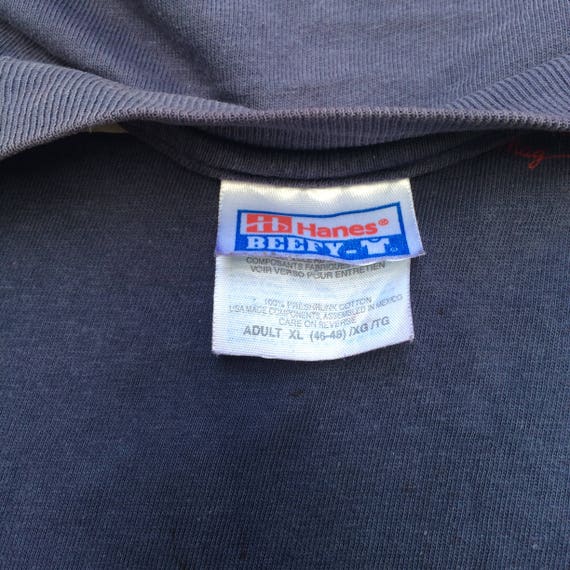 Hanes®
BEEFY-T®
COMPOSANTS FABRIQUÉS
VOIR VERSO POUR ENTRETIEN
100% PRESHRUNK COTTON
USA MADE COMPONENTS, ASSEMBLED IN MEXICO
CARE ON REVERSE
ADULT XL (46-48) /XG /TG